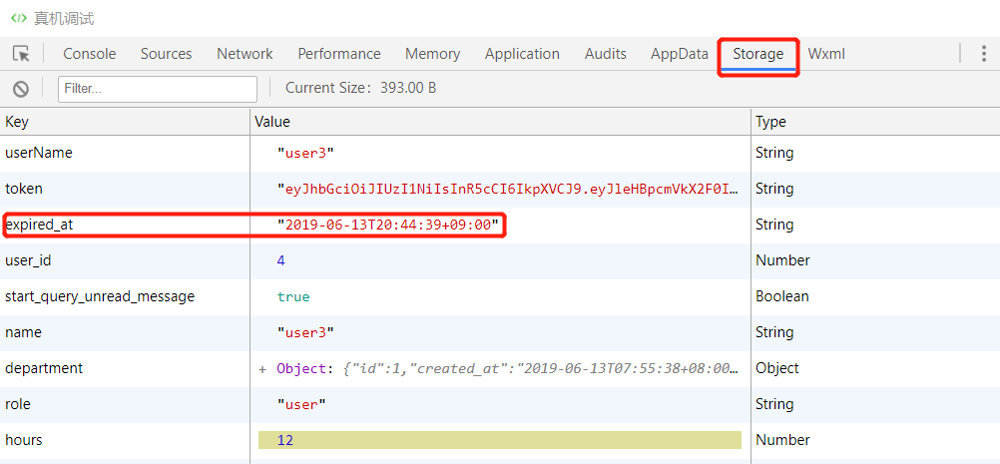 真机调试
Console Sources Network Performance Memory Application Audits AppData Storage Wxml
Filter... Current Size: 393.00 B
Key Value Type
userName "user3" String
token "eyJhbGciOiJIUzI1NiIsInR5cCI6IkpXVCJ9.eyJleHBpcmVkX2F0I... String
expired_at "2019-06-13T20:44:39+09:00" String
user_id 4 Number
start_query_unread_message true Boolean
name "user3" String
department + Object: {"id":1,"created_at":"2019-06-13T07:55:38+08:00... Object
role "user" String
hours 12 Number